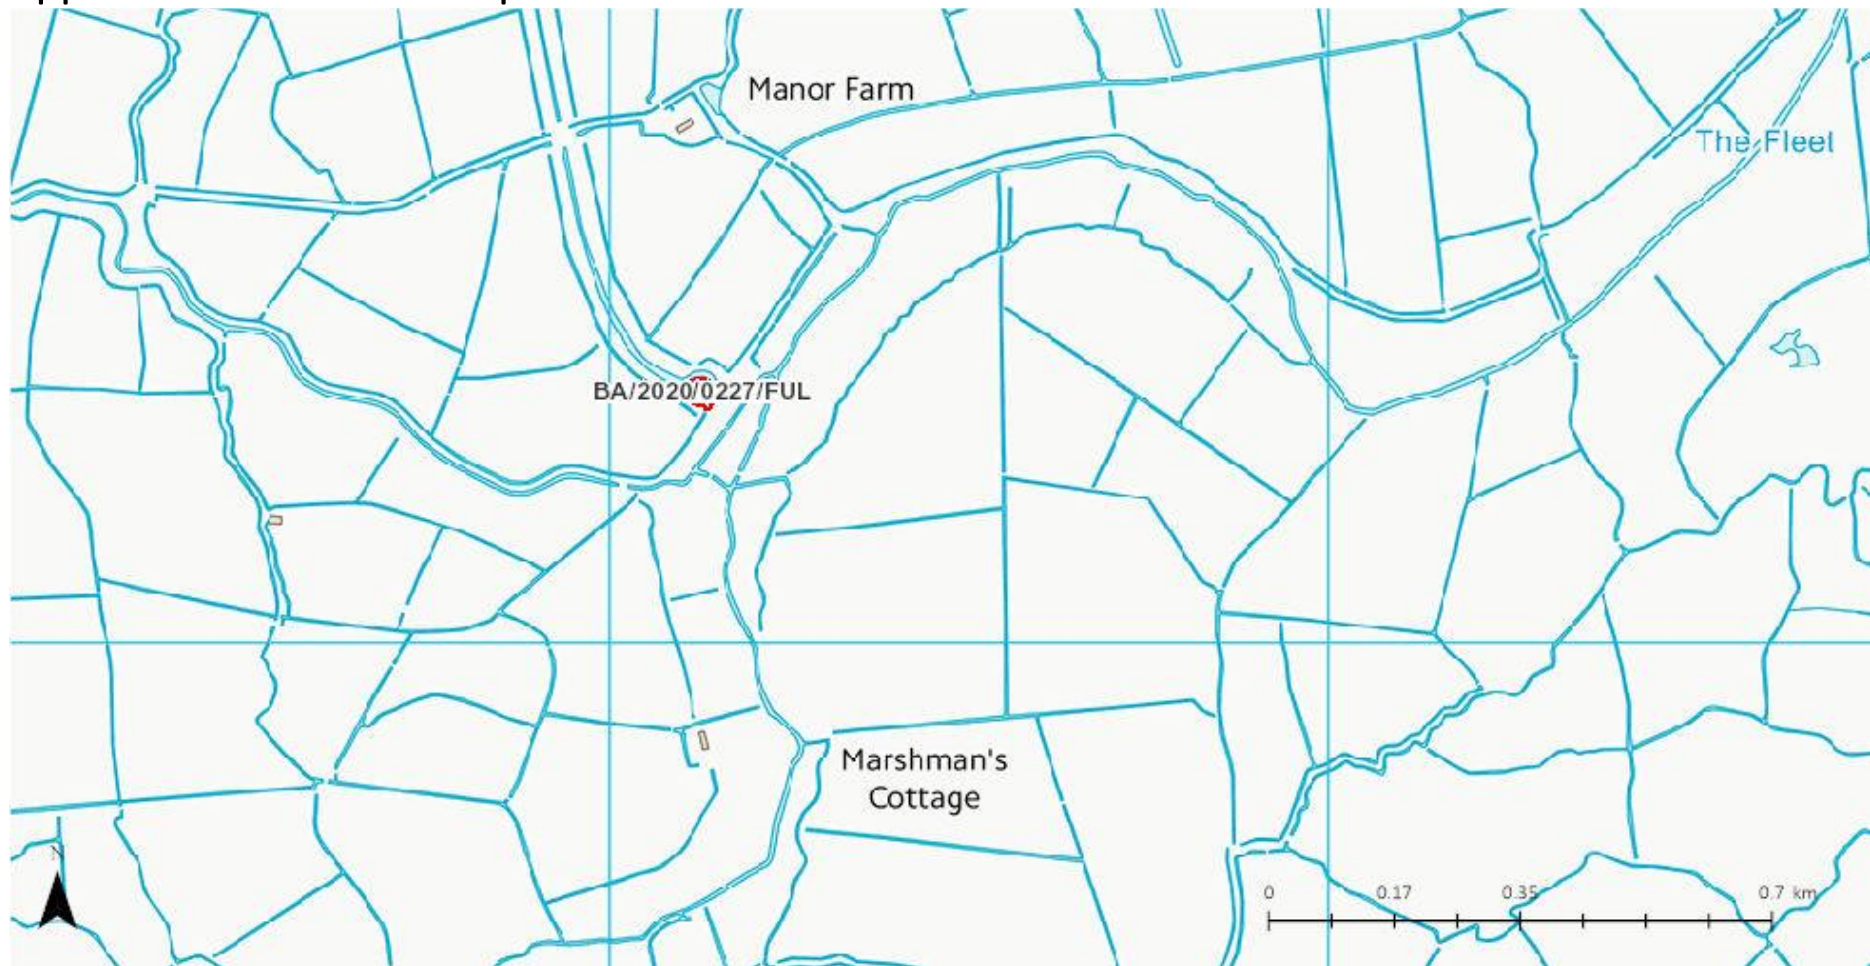 Manor Farm
The Fleet
BA/2020/0227/FUL
Marshman's
Cottage
N
0 0.17 0.35 0.7 km